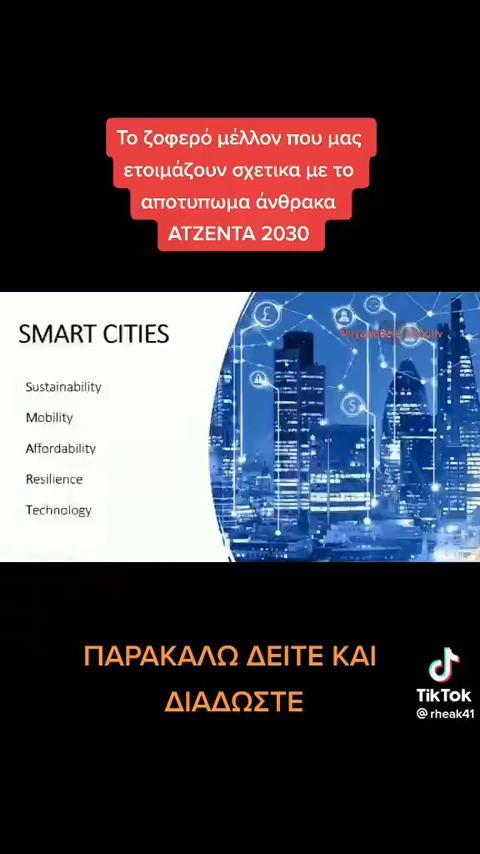 Το ζοφερό μέλλον που μας
ετοιμάζουν σχετικα με το
αποτυπωμα άνθρακα
ΑΤΖΕΝΤΑ 2030
SMART CITIES
Sustainability
Mobility
Affordability
Resilience
Technology
ΠΑΡΑΚΑΛΩ ΔΕΙΤΕ ΚΑΙ
ΔΙΑΔΩΣΤΕ
TikTok
@rheak41